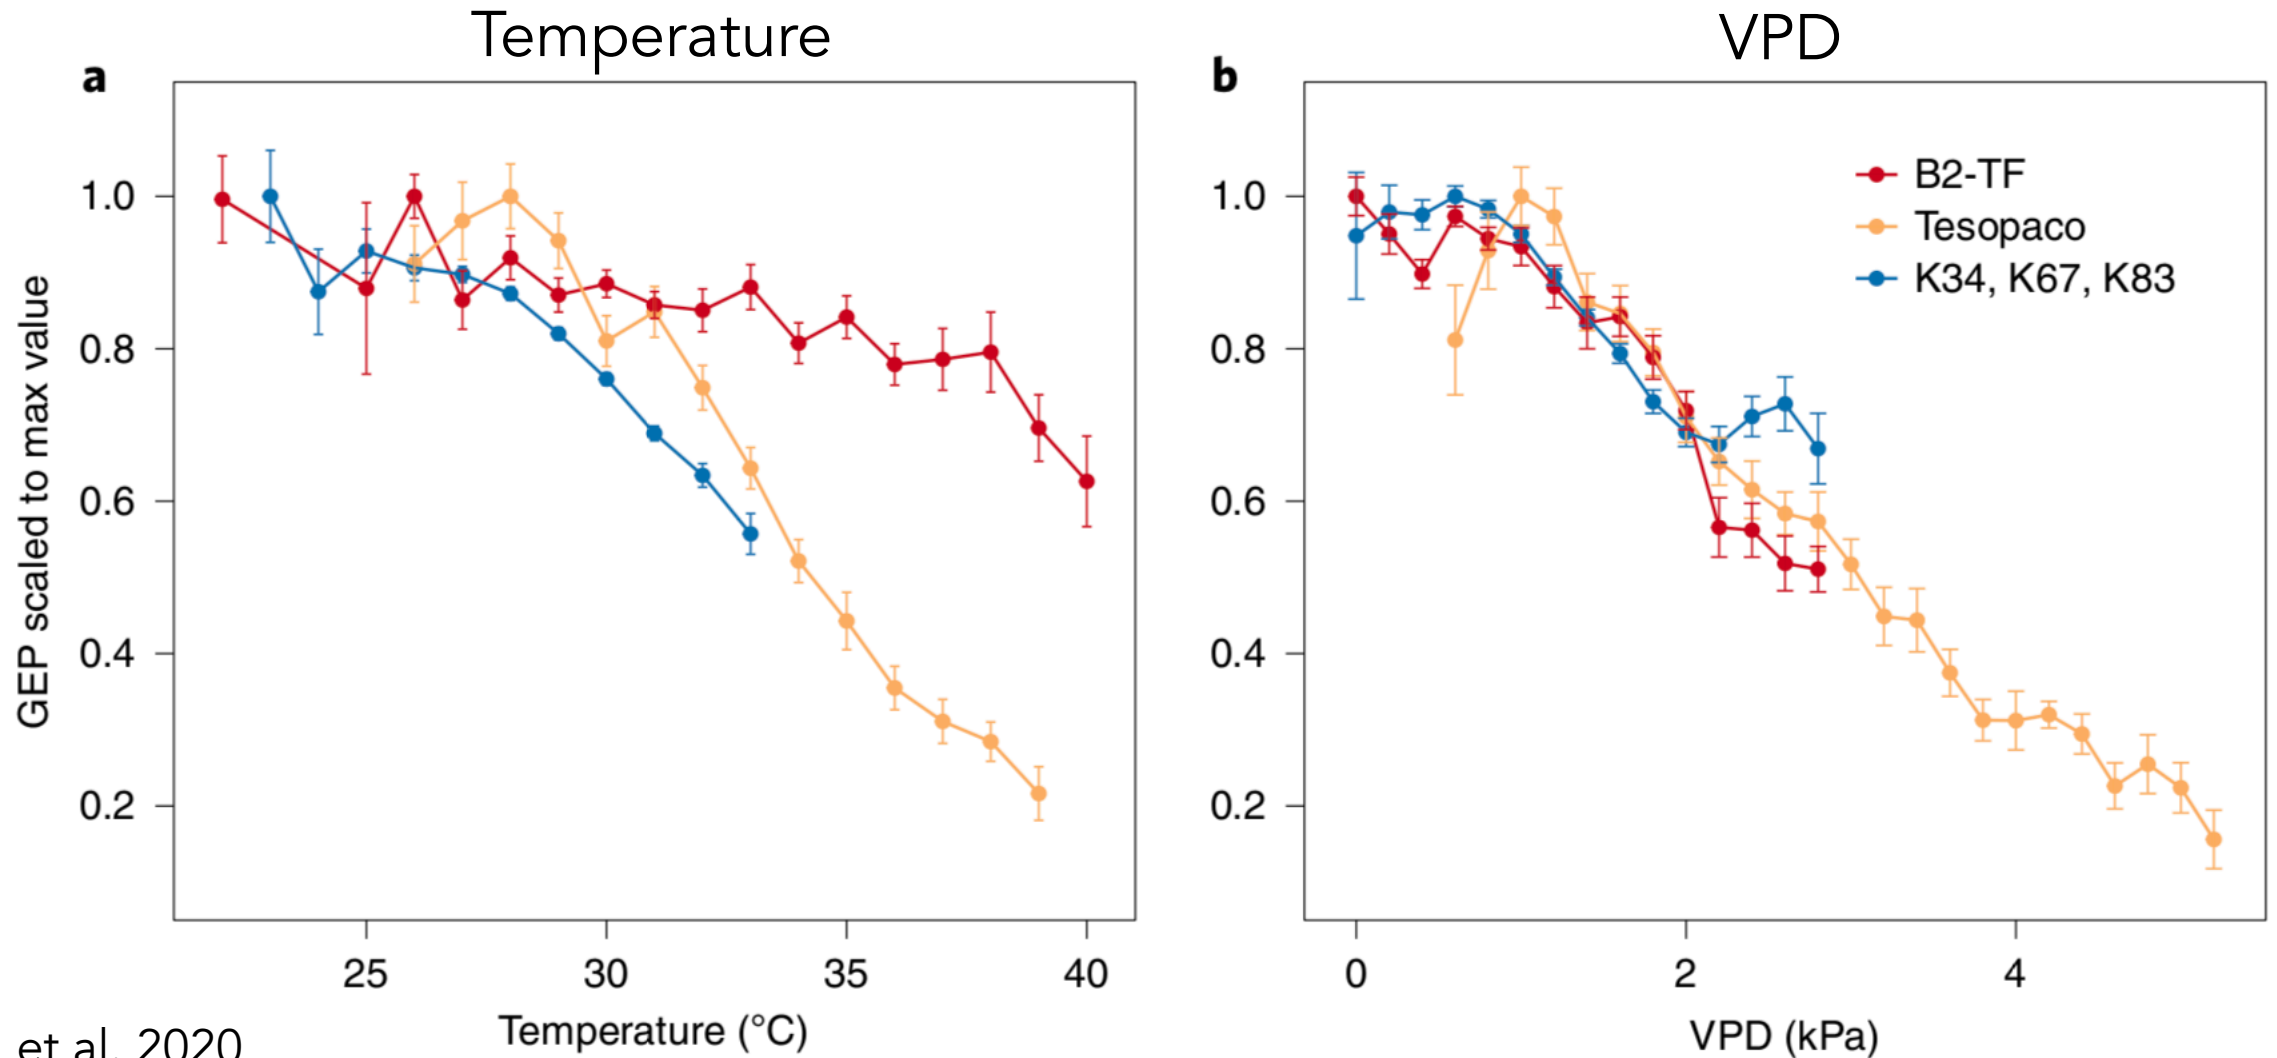 Temperature
VPD
a
b
GEP scaled to max value
1.0
0.8
0.6
0.4
0.2
25
30
35
40
Temperature (°C)
1.0
0.8
0.6
0.4
0.2
B2-TF
Tesopaco
K34, K67, K83
0
2
4
VPD (kPa)
et al. 2020